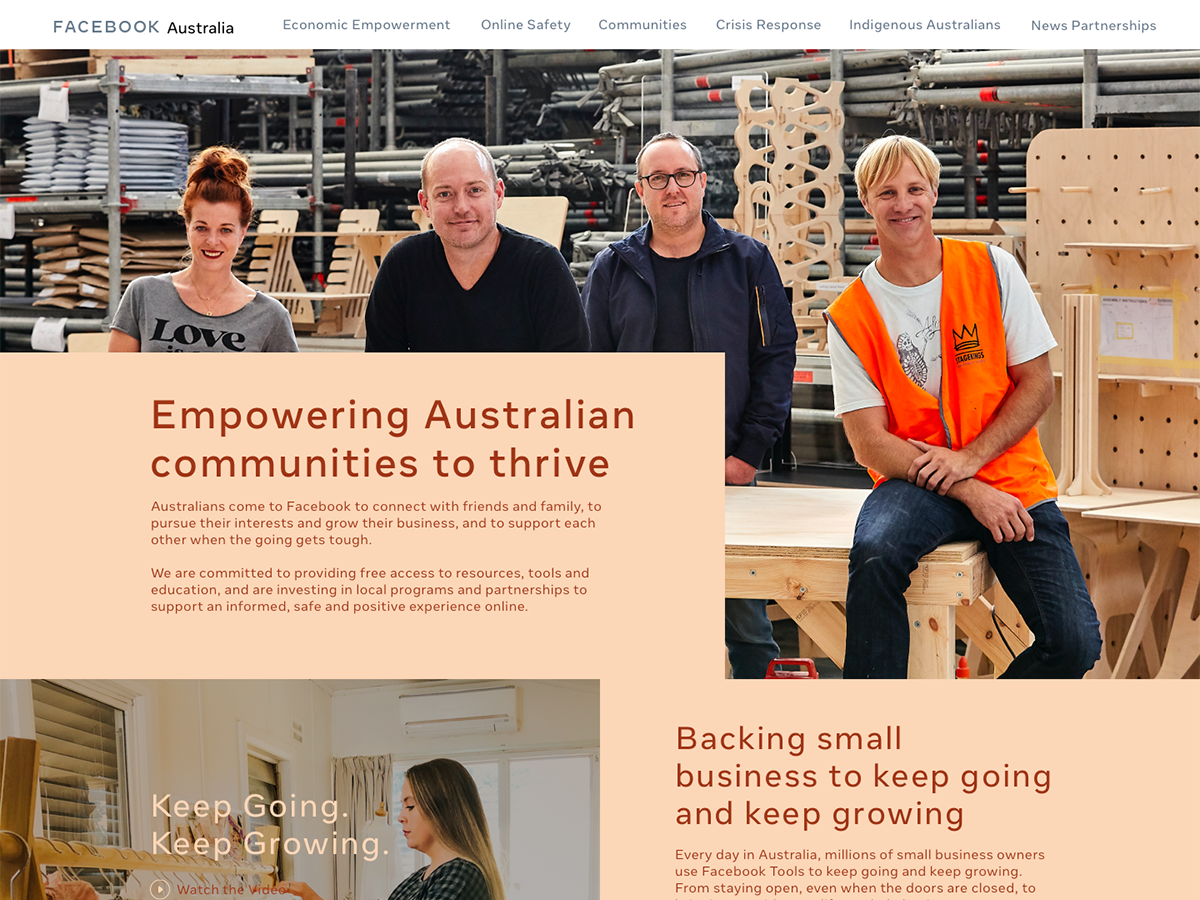 FACEBOOK Australia
Economic Empowerment
Online Safety
Communities
Crisis Response
Indigenous Australians
News Partnerships
LOVE
STAGEKINGS
Empowering Australian
communities to thrive
Australians come to Facebook to connect with friends and family, to
pursue their interests and grow their business, and to support each
other when the going gets tough.
We are committed to providing free access to resources, tools and
education, and are investing in local programs and partnerships to
support an informed, safe and positive experience online.
Keep Going.
Keep Growing.
Watch the Video!
Backing small
business to keep going
and keep growing
Every day in Australia, millions of small business owners
use Facebook Tools to keep going and keep growing.
From staying open, even when the doors are closed, to